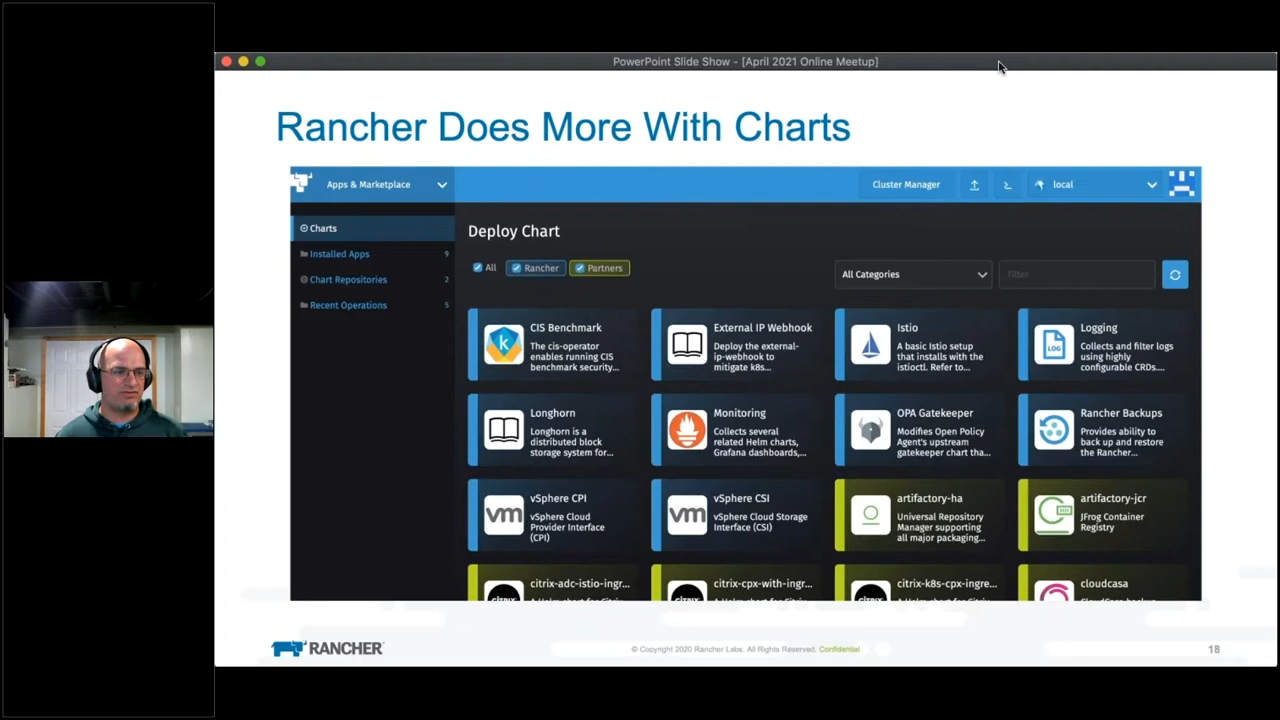 PowerPoint Slide Show - [April 2021 Online Meetup]
Rancher Does More With Charts
Apps & Marketplace
Cluster Manager
local
Charts
Installed Apps 9
Chart Repositories 2
Recent Operations 5
Deploy Chart
All
Rancher
Partners
All Categories
Filter
CIS Benchmark
The cis-operator
enables running CIS
benchmark security...
External IP Webhook
Deploy the external-
ip-webhook to
mitigate k8s...
Istio
A basic Istio setup
that installs with the
istioctl. Refer to...
LOG
Logging
Collects and filter logs
using highly
configurable CRDs....
Longhorn
Longhorn is a
distributed block
storage system for...
Monitoring
Collects several
related Helm charts,
Grafana dashboards,...
OPA Gatekeeper
Modifies Open Policy
Agent's upstream
gatekeeper chart tha...
Rancher Backups
Provides ability to
back up and restore
the Rancher...
vm
vSphere CPI
vSphere Cloud
Provider Interface
(CPI)
vm
vSphere CSI
vSphere Cloud Storage
Interface (CSI)
artifactory-ha
Universal Repository
Manager supporting
all major packaging...
artifactory-jcr
JFrog Container
Registry
citrix-adc-istio-ingr...
citrix-cpx-with-ingr...
citrix-k8s-cpx-ingre...
cloudcasa
RANCHER
© Copyright 2020 Rancher Labs. All Rights Reserved. Confidential
18